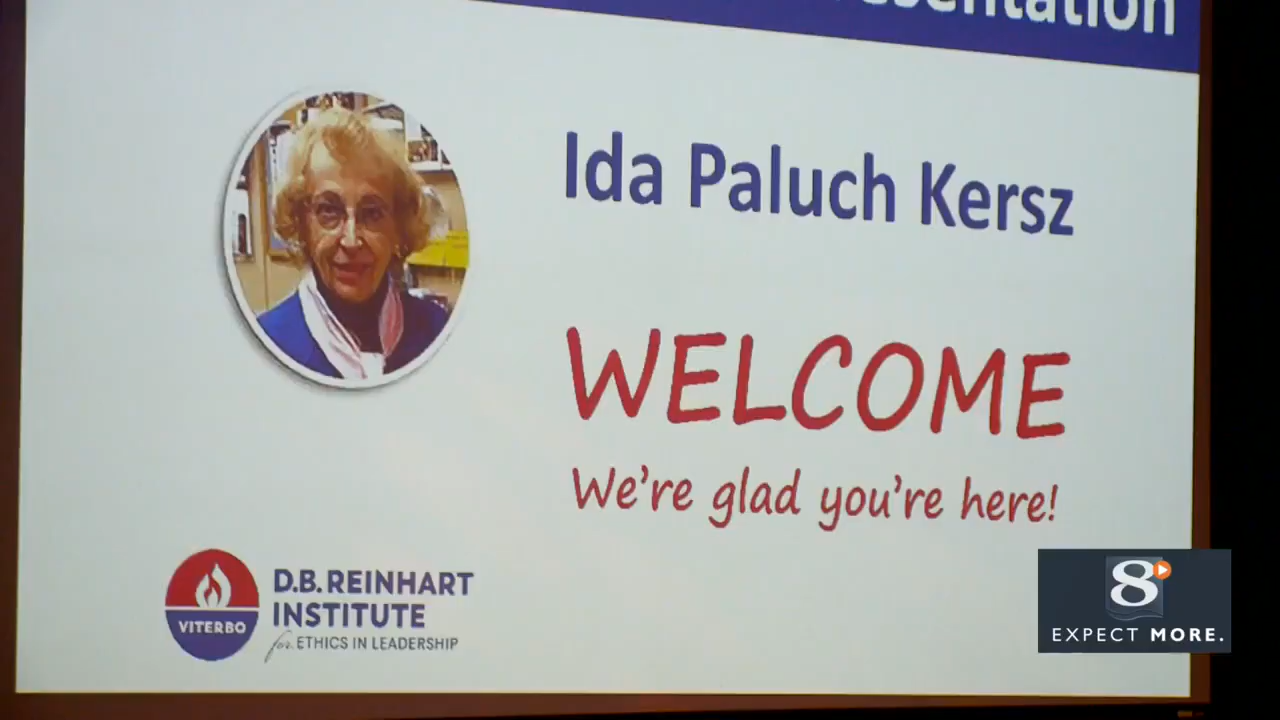 Ida Paluch Kersz
WELCOME
We're glad you're here!
VITERBO
D.B. REINHART
INSTITUTE
for ETHICS IN LEADERSHIP
8
EXPECT MORE.